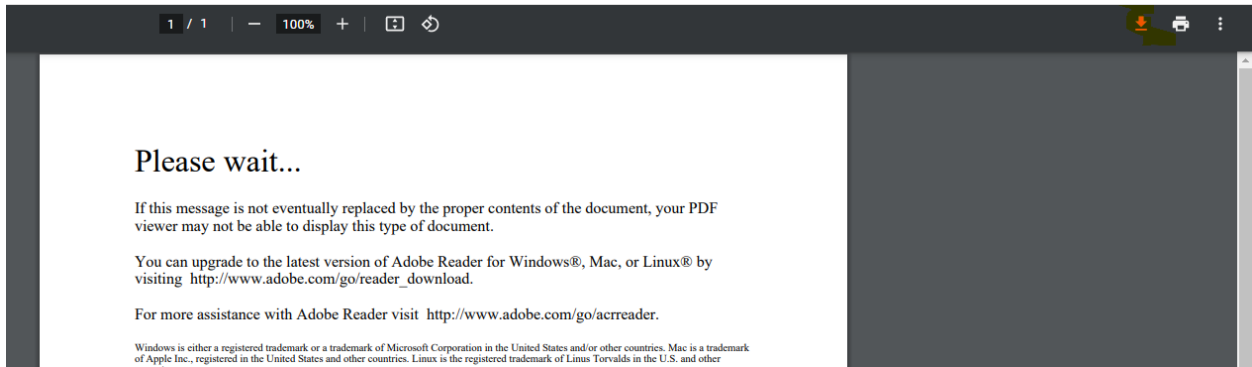 1 / 1 | − 100% + |
Please wait...
If this message is not eventually replaced by the proper contents of the document, your PDF
viewer may not be able to display this type of document.
You can upgrade to the latest version of Adobe Reader for Windows®, Mac, or Linux® by
visiting http://www.adobe.com/go/reader_download.
For more assistance with Adobe Reader visit http://www.adobe.com/go/acrreader.
Windows is either a registered trademark or a trademark of Microsoft Corporation in the United States and/or other countries. Mac is a trademark
of Apple Inc., registered in the United States and other countries. Linux is the registered trademark of Linus Torvalds in the U.S. and other